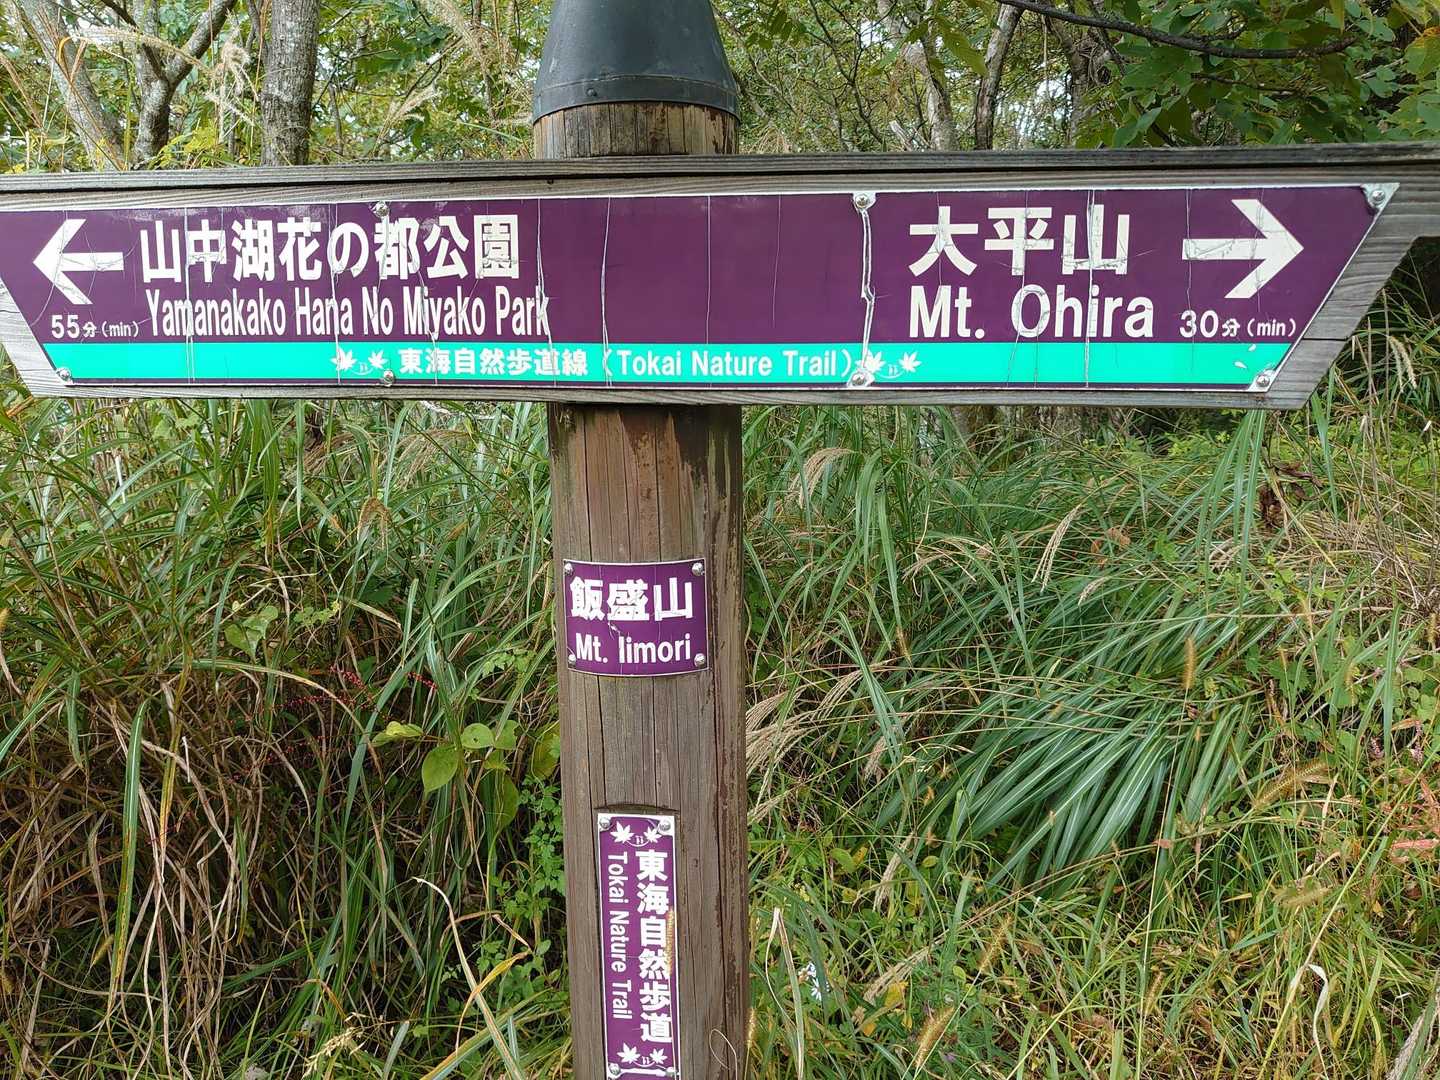 山中湖花の都公園
Yamanakako Hana No Miyako Park
55分(min)
大平山
Mt. Ohira
30分(min)
東海自然歩道線（Tokai Nature Trail）
飯盛山
Mt. Iimori
東海自然歩道
Tokai Nature Trail